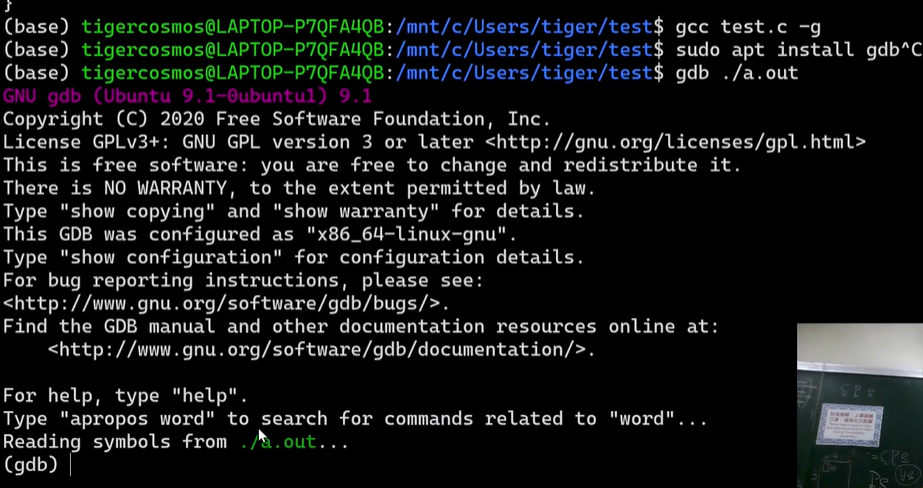 }
(base) tigercosmos@LAPTOP-P7QFA4QB:/mnt/c/Users/tiger/test$ gcc test.c -g
(base) tigercosmos@LAPTOP-P7QFA4QB:/mnt/c/Users/tiger/test$ sudo apt install gdb^C
(base) tigercosmos@LAPTOP-P7QFA4QB:/mnt/c/Users/tiger/test$ gdb ./a.out
GNU gdb (Ubuntu 9.1-0ubuntu1) 9.1
Copyright (C) 2020 Free Software Foundation, Inc.
License GPLv3+: GNU GPL version 3 or later <http://gnu.org/licenses/gpl.html>
This is free software: you are free to change and redistribute it.
There is NO WARRANTY, to the extent permitted by law.
Type "show copying" and "show warranty" for details.
This GDB was configured as "x86_64-linux-gnu".
Type "show configuration" for configuration details.
For bug reporting instructions, please see:
<http://www.gnu.org/software/gdb/bugs/>.
Find the GDB manual and other documentation resources online at:
    <http://www.gnu.org/software/gdb/documentation/>.
For help, type "help".
Type "apropos word" to search for commands related to "word"...
Reading symbols from ./a.out...
(gdb)